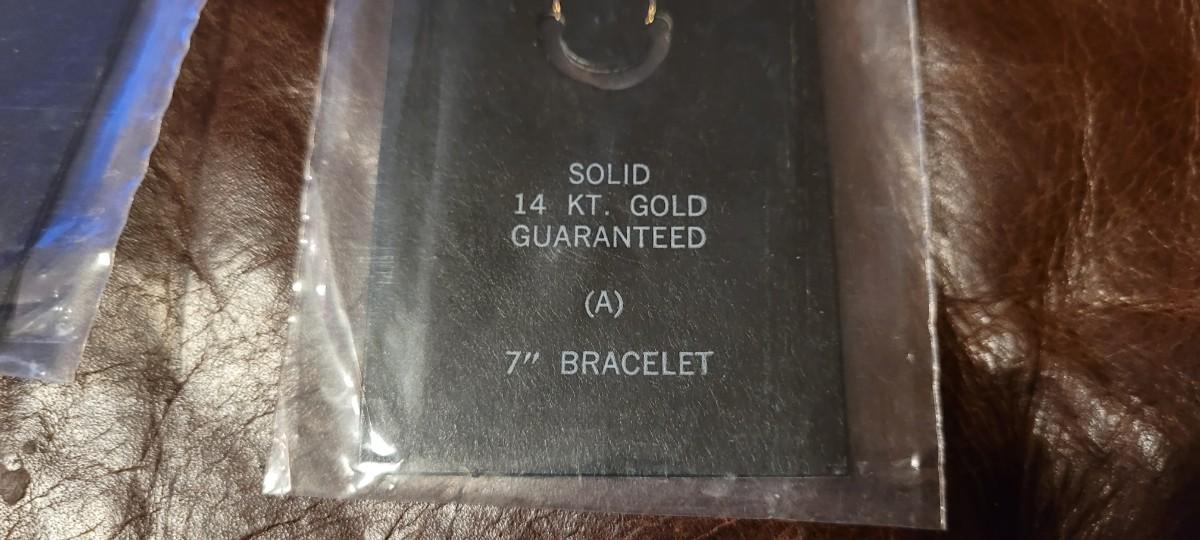 SOLID
14 KT. GOLD
GUARANTEED
(A)
7" BRACELET